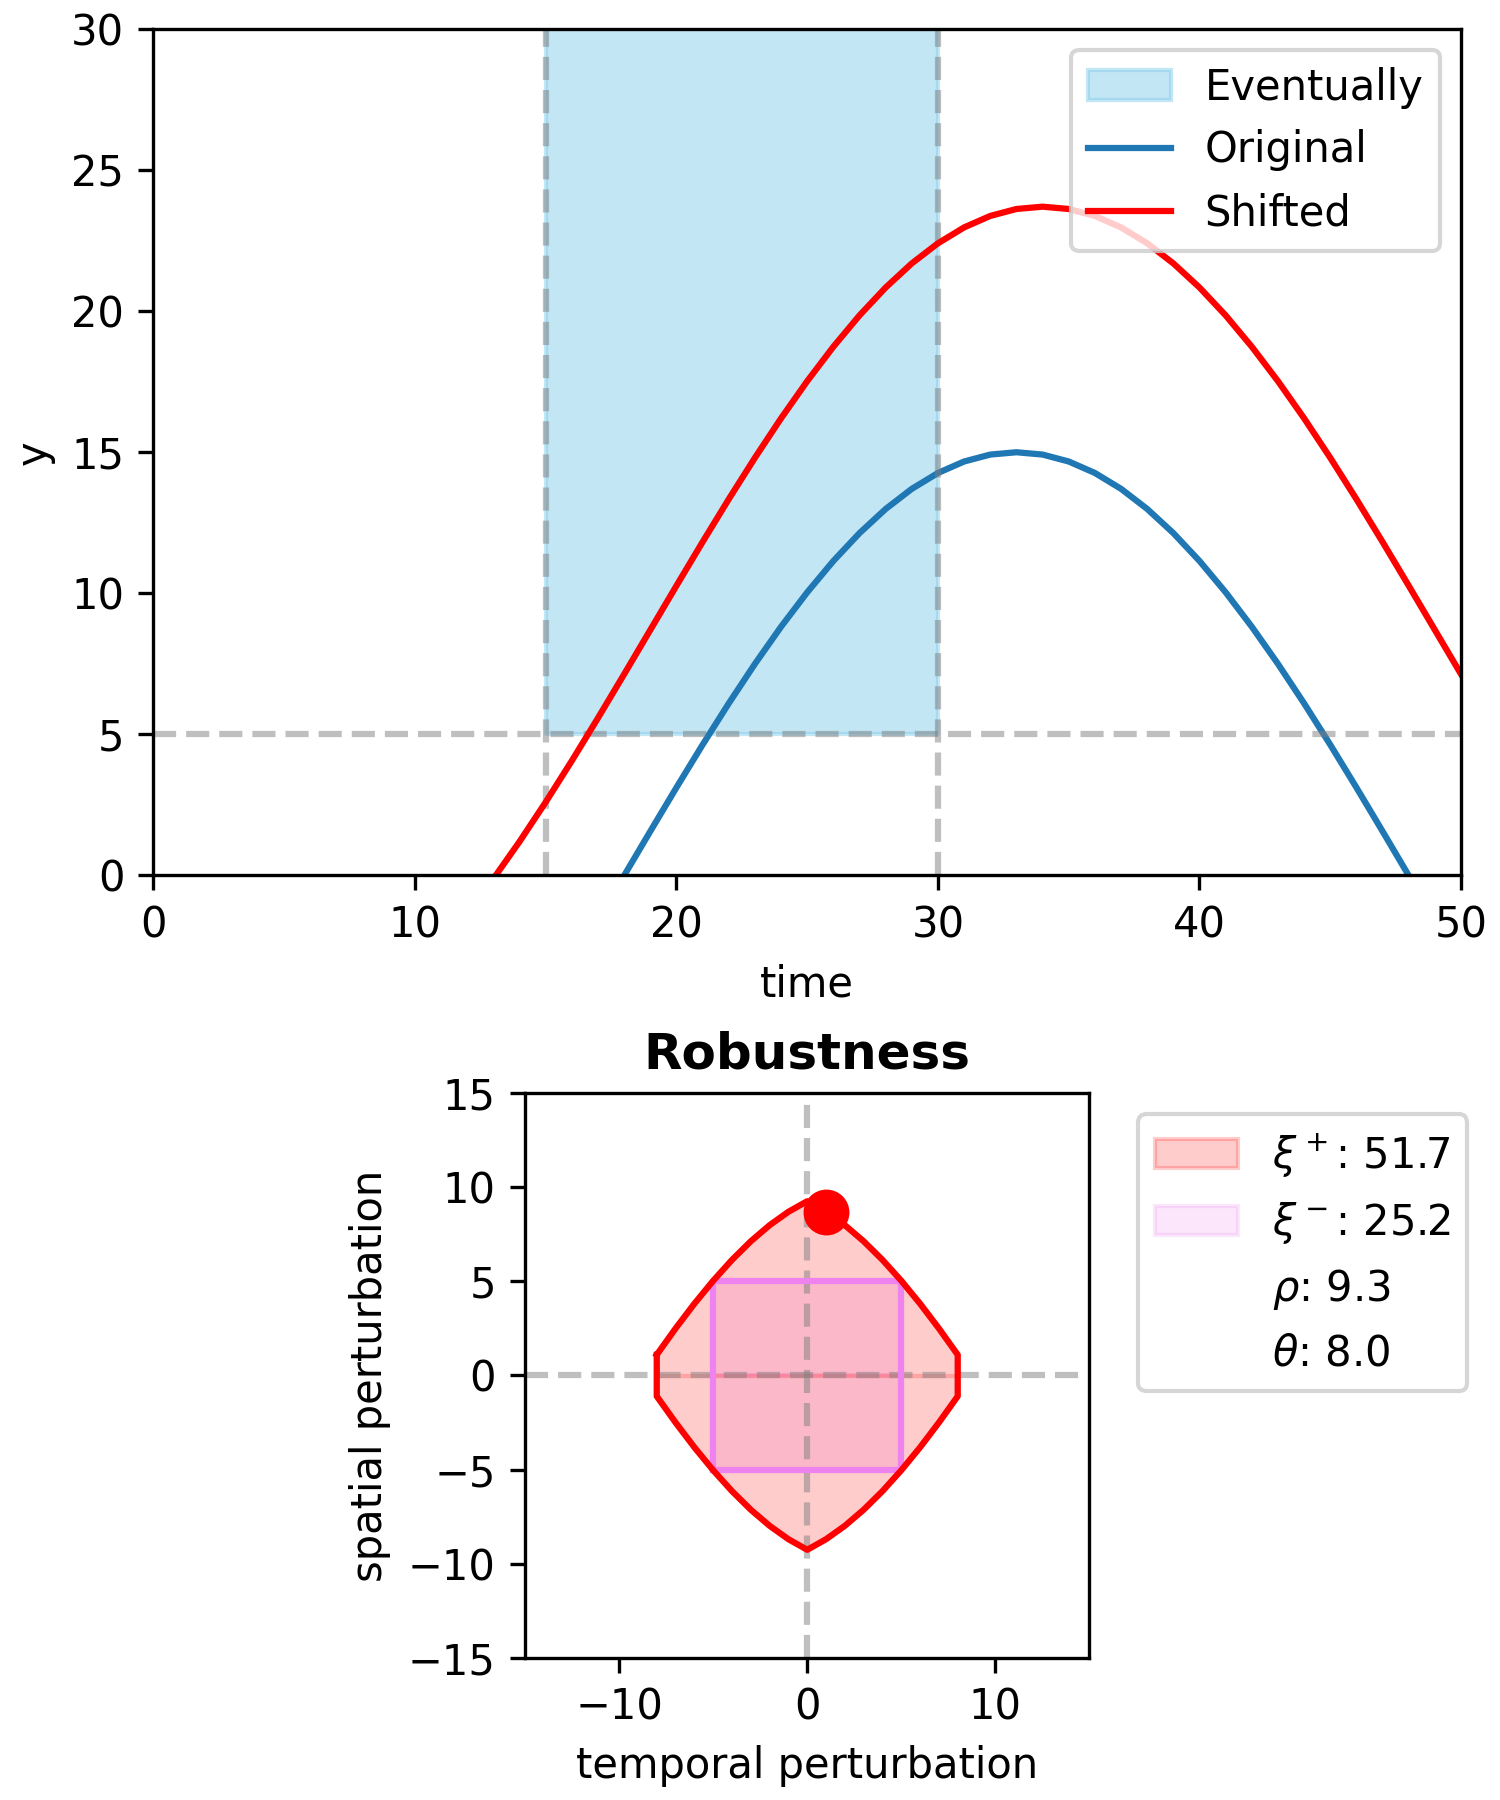 30
25
20
15
10
5
0
y
0 10 20 30 40 50
time
Eventually
Original
Shifted
Robustness
15
10
5
0
−5
−10
−15
spatial perturbation
−10 0 10
temporal perturbation
ξ⁺: 51.7
ξ⁻: 25.2
ρ: 9.3
θ: 8.0